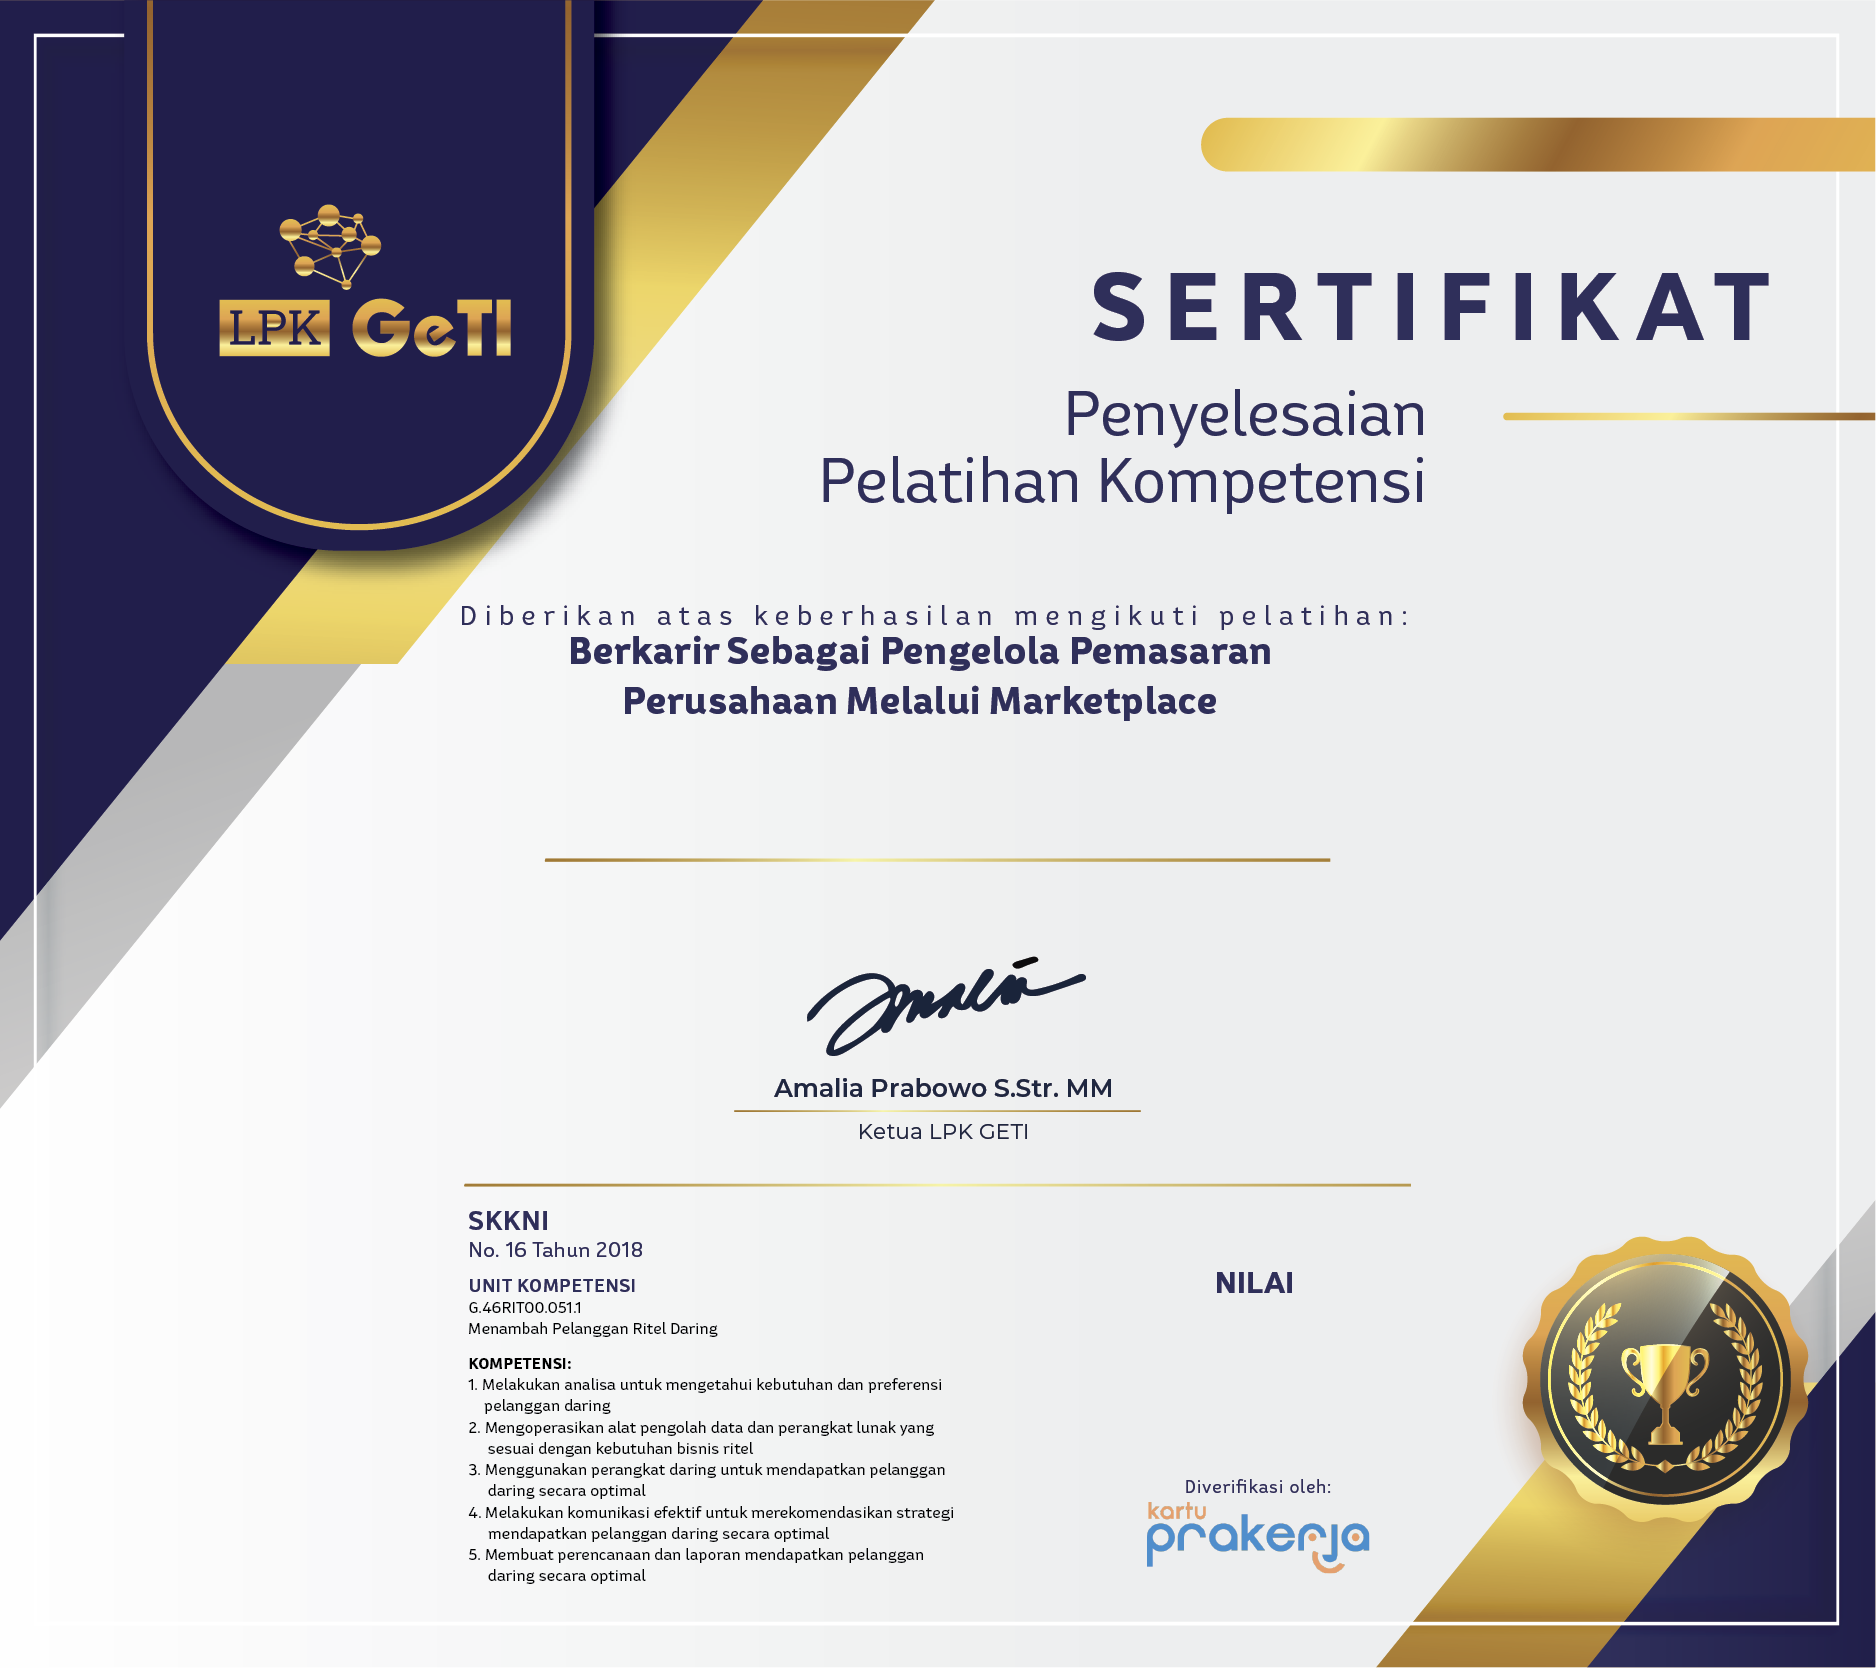 LPK GeTI
SERTIFIKAT
Penyelesaian
Pelatihan Kompetensi
Diberikan atas keberhasilan mengikuti pelatihan:
Berkarir Sebagai Pengelola Pemasaran
Perusahaan Melalui Marketplace
Amalia
Amalia Prabowo S.Str. MM
Ketua LPK GETI
SKKNI
No. 16 Tahun 2018
UNIT KOMPETENSI
G.46RIT00.051.1
Menambah Pelanggan Ritel Daring
KOMPETENSI:
1. Melakukan analisa untuk mengetahui kebutuhan dan preferensi
pelanggan daring
2. Mengoperasikan alat pengolah data dan perangkat lunak yang
sesuai dengan kebutuhan bisnis ritel
3. Menggunakan perangkat daring untuk mendapatkan pelanggan
daring secara optimal
4. Melakukan komunikasi efektif untuk merekomendasikan strategi
mendapatkan pelanggan daring secara optimal
5. Membuat perencanaan dan laporan mendapatkan pelanggan
daring secara optimal
NILAI
Diverifikasi oleh:
kartu
prakerja